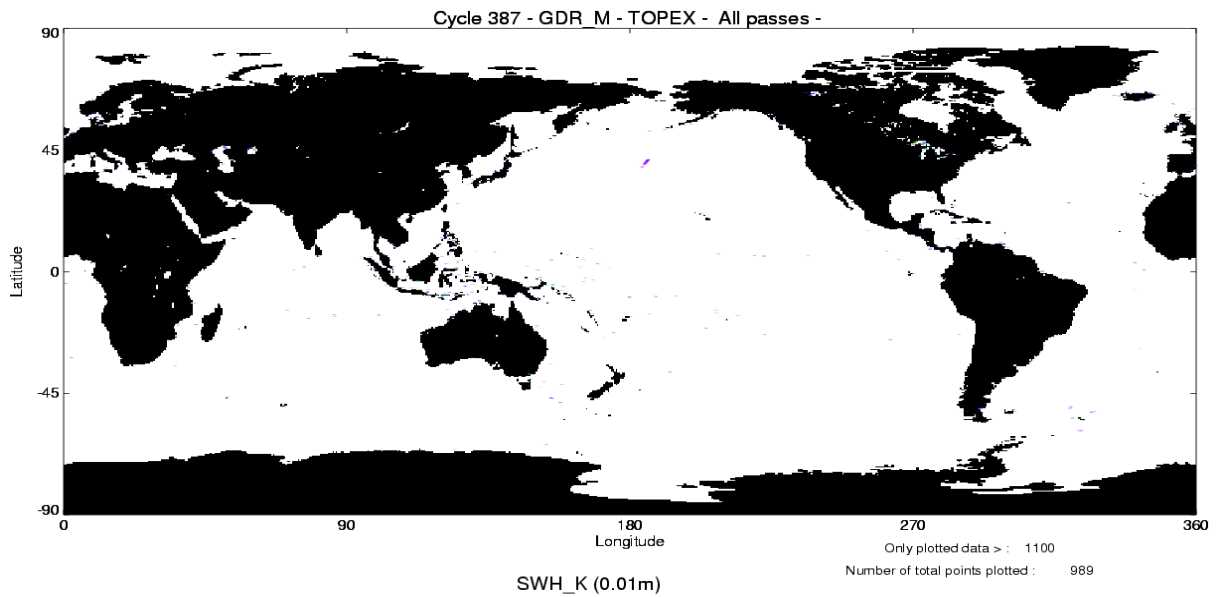 Cycle 387 - GDR_M - TOPEX - All passes -
90
45
0
-45
-90
Latitude
0 90 180 270 360
Longitude
Only plotted data > : 1100
Number of total points plotted : 989
SWH_K (0.01m)